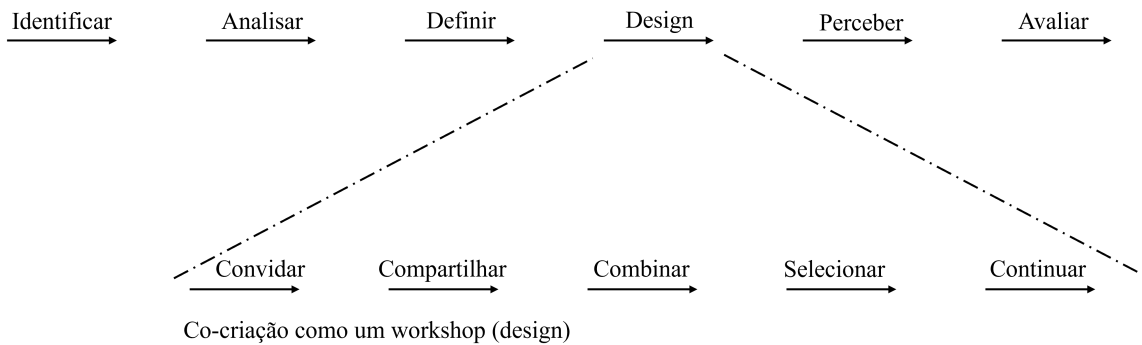 Identificar Analisar Definir Design Perceber Avaliar
Convidar Compartilhar Combinar Selecionar Continuar
Co-criação como um workshop (design)